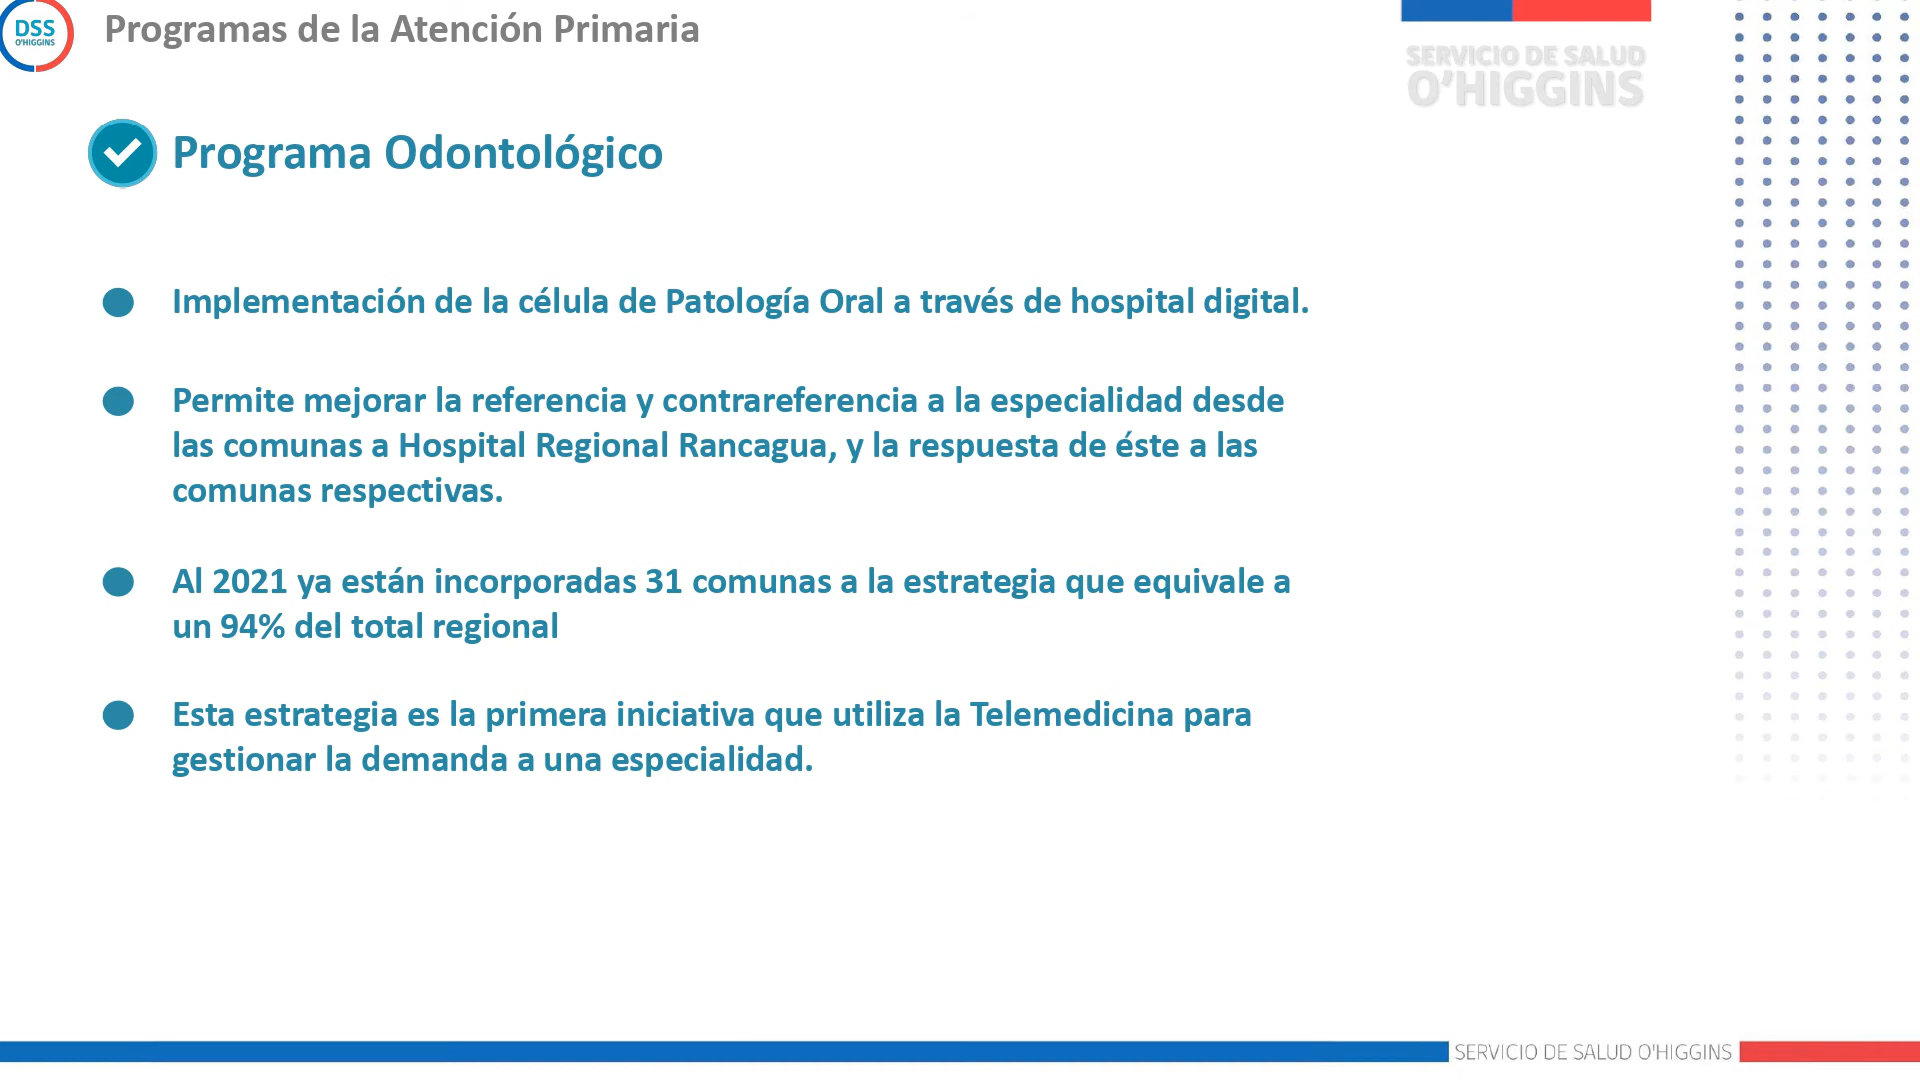 DSS
O'HIGGINS
Programas de la Atención Primaria
SERVICIO DE SALUD
O'HIGGINS
Programa Odontológico
Implementación de la célula de Patología Oral a través de hospital digital.
Permite mejorar la referencia y contrareferencia a la especialidad desde
las comunas a Hospital Regional Rancagua, y la respuesta de éste a las
comunas respectivas.
Al 2021 ya están incorporadas 31 comunas a la estrategia que equivale a
un 94% del total regional
Esta estrategia es la primera iniciativa que utiliza la Telemedicina para
gestionar la demanda a una especialidad.
SERVICIO DE SALUD O'HIGGINS